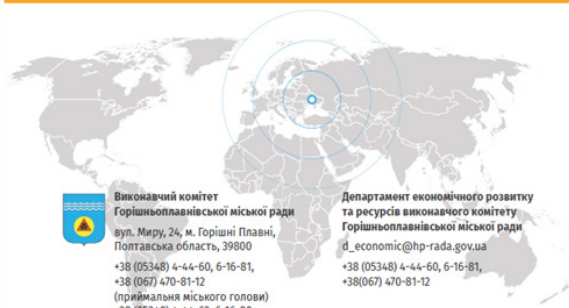 Виконавчий комітет
Горішньоплавнівської міської ради
вул. Миру, 24, м. Горішні Плавні,
Полтавська область, 39800
+38 (05348) 4-44-60, 6-16-81,
+38 (067) 470-81-12
(приймальня міського голови)
Департамент економічного розвитку
та ресурсів виконавчого комітету
Горішньоплавнівської міської ради
d_economic@hp-rada.gov.ua
+38 (05348) 4-44-60, 6-16-81,
+38(067) 470-81-12